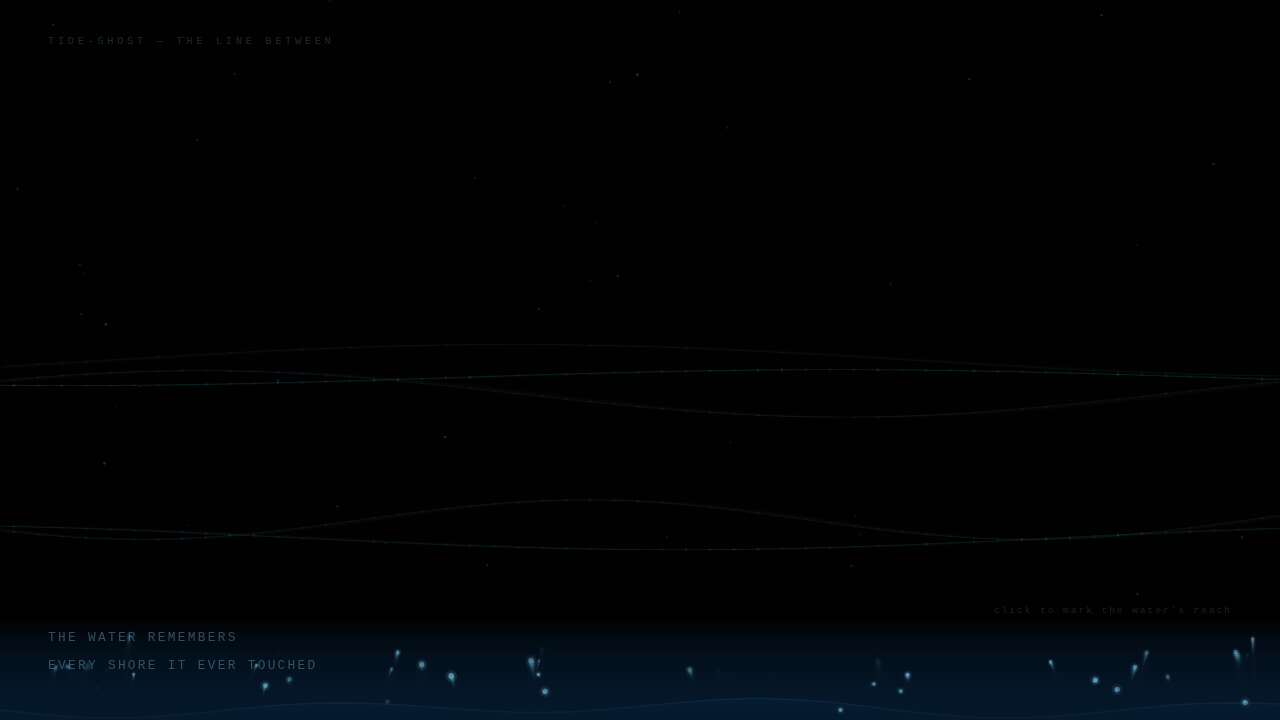 TIDE-GHOST — THE LINE BETWEEN
click to mark the water's reach
THE WATER REMEMBERS
EVERY SHORE IT EVER TOUCHED